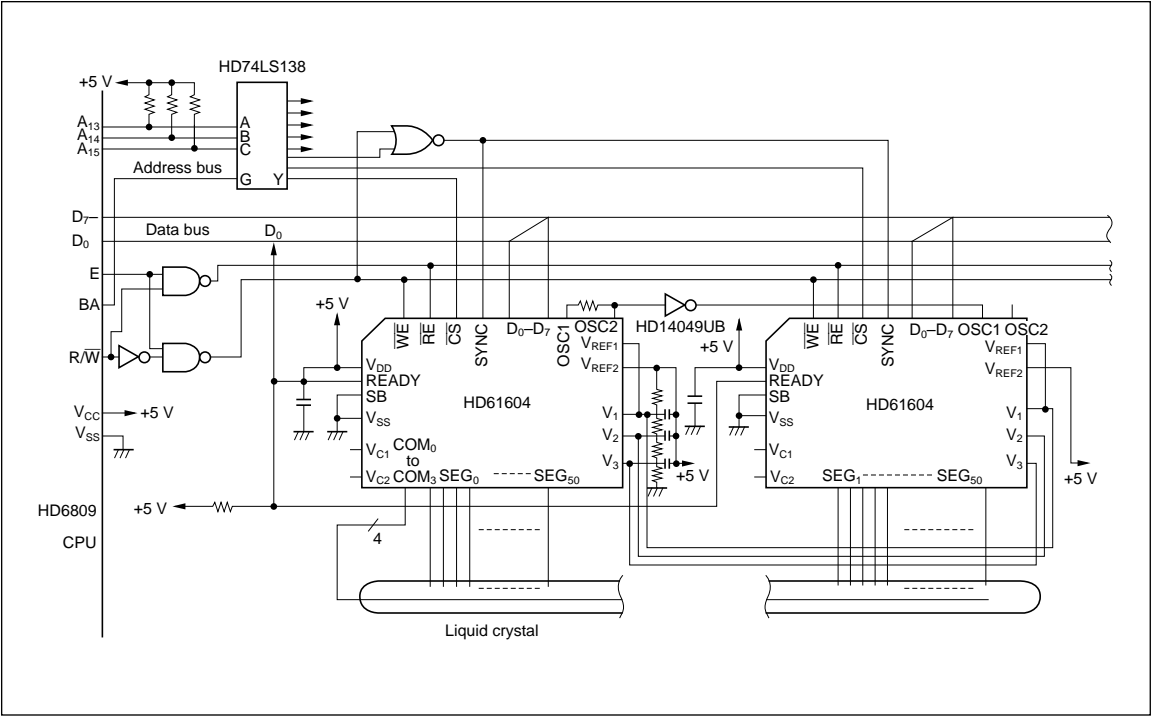 HD74LS138
+5 V
A13
A14
A15
A
B
C
G Y
Address bus
D7–
D0
Data bus
D0
E
BA
R/W
VCC +5 V
VSS
HD6809
CPU
+5 V
+5 V
WE
RE
CS
SYNC
D0–D7
OSC1
OSC2
VREF1
VREF2
VDD
READY
SB
VSS
VC1
VC2
HD61604
COM0
to
COM3
SEG0 SEG50
V1
V2
V3
+5 V
4
HD14049UB
+5 V
WE
RE
CS
SYNC
D0–D7
OSC1
OSC2
VREF1
VREF2
VDD
READY
SB
VSS
VC1
VC2
HD61604
SEG1 SEG50
V1
V2
V3
+5 V
Liquid crystal